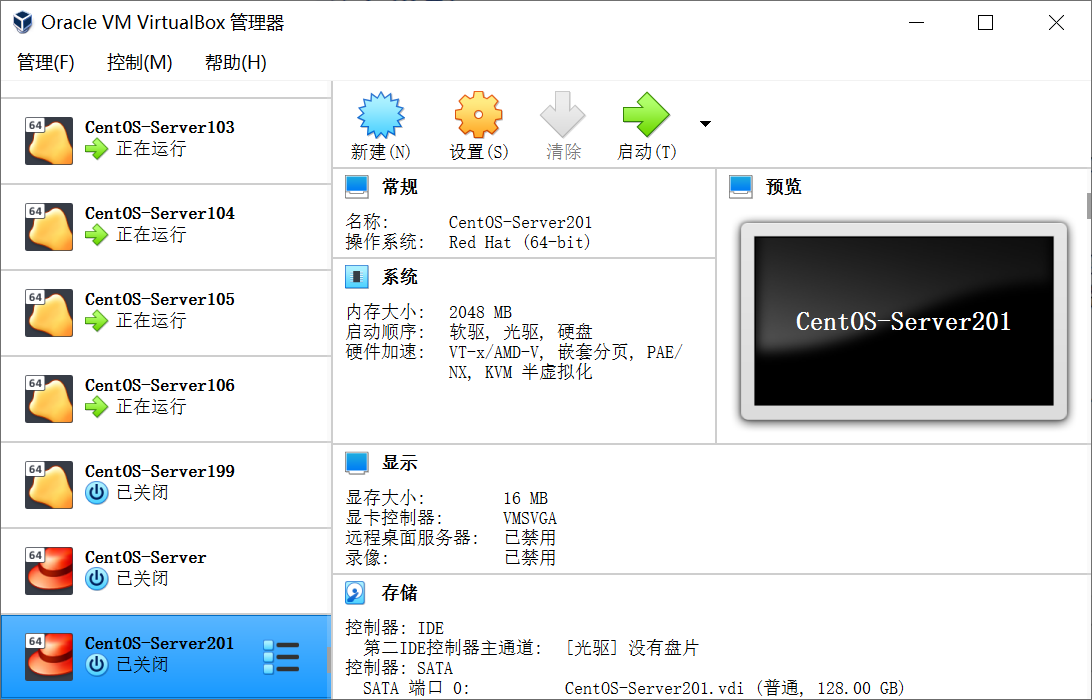 Oracle VM VirtualBox 管理器
管理(F) 控制(M) 帮助(H)
64 CentOS-Server103
正在运行
64 CentOS-Server104
正在运行
64 CentOS-Server105
正在运行
64 CentOS-Server106
正在运行
64 CentOS-Server199
已关闭
64 CentOS-Server
已关闭
64 CentOS-Server201
已关闭
新建(N) 设置(S) 清除 启动(T)
常规
名称: CentOS-Server201
操作系统: Red Hat (64-bit)
系统
内存大小: 2048 MB
启动顺序: 软驱, 光驱, 硬盘
硬件加速: VT-x/AMD-V, 嵌套分页, PAE/
NX, KVM 半虚拟化
预览
CentOS-Server201
显示
显存大小: 16 MB
显卡控制器: VMSVGA
远程桌面服务器: 已禁用
录像: 已禁用
存储
控制器: IDE
第二IDE控制器主通道: [光驱] 没有盘片
控制器: SATA
SATA 端口 0: CentOS-Server201.vdi (普通, 128.00 GB)